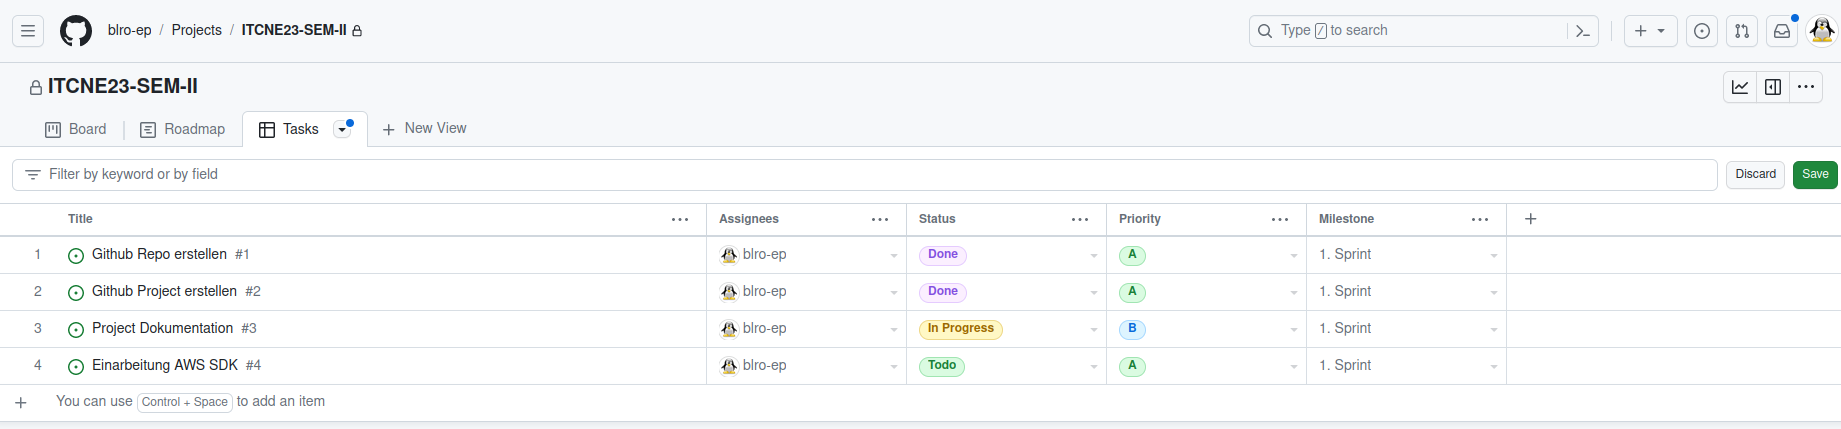 blro-ep / Projects / ITCNE23-SEM-II
Type / to search
ITCNE23-SEM-II
Board
Roadmap
Tasks
New View
Filter by keyword or by field
Discard
Save
Title Assignees Status Priority Milestone
1 Github Repo erstellen #1 blro-ep Done A 1. Sprint
2 Github Project erstellen #2 blro-ep Done A 1. Sprint
3 Project Dokumentation #3 blro-ep In Progress B 1. Sprint
4 Einarbeitung AWS SDK #4 blro-ep Todo A 1. Sprint
You can use Control + Space to add an item